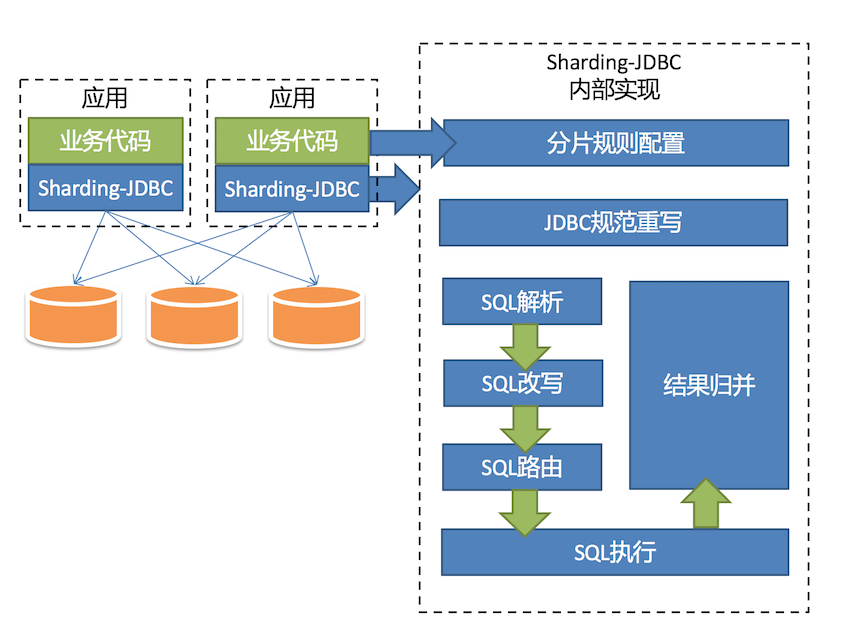 应用
业务代码
Sharding-JDBC
应用
业务代码
Sharding-JDBC
Sharding-JDBC
内部实现
分片规则配置
JDBC规范重写
SQL解析
SQL改写
SQL路由
结果归并
SQL执行